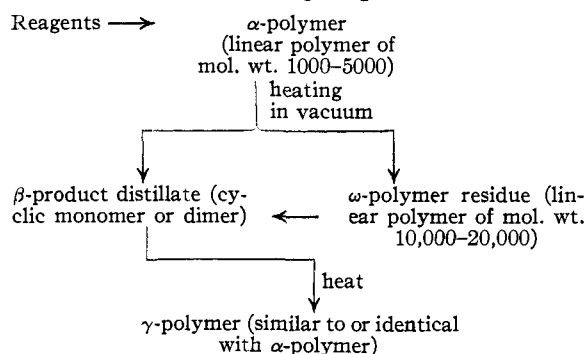 Reagents → α-polymer
(linear polymer of
mol. wt. 1000–5000)
heating
in vacuum
β-product distillate (cy-
clic monomer or dimer)
ω-polymer residue (lin-
ear polymer of mol. wt.
10,000–20,000)
heat
γ-polymer (similar to or identical
with α-polymer)